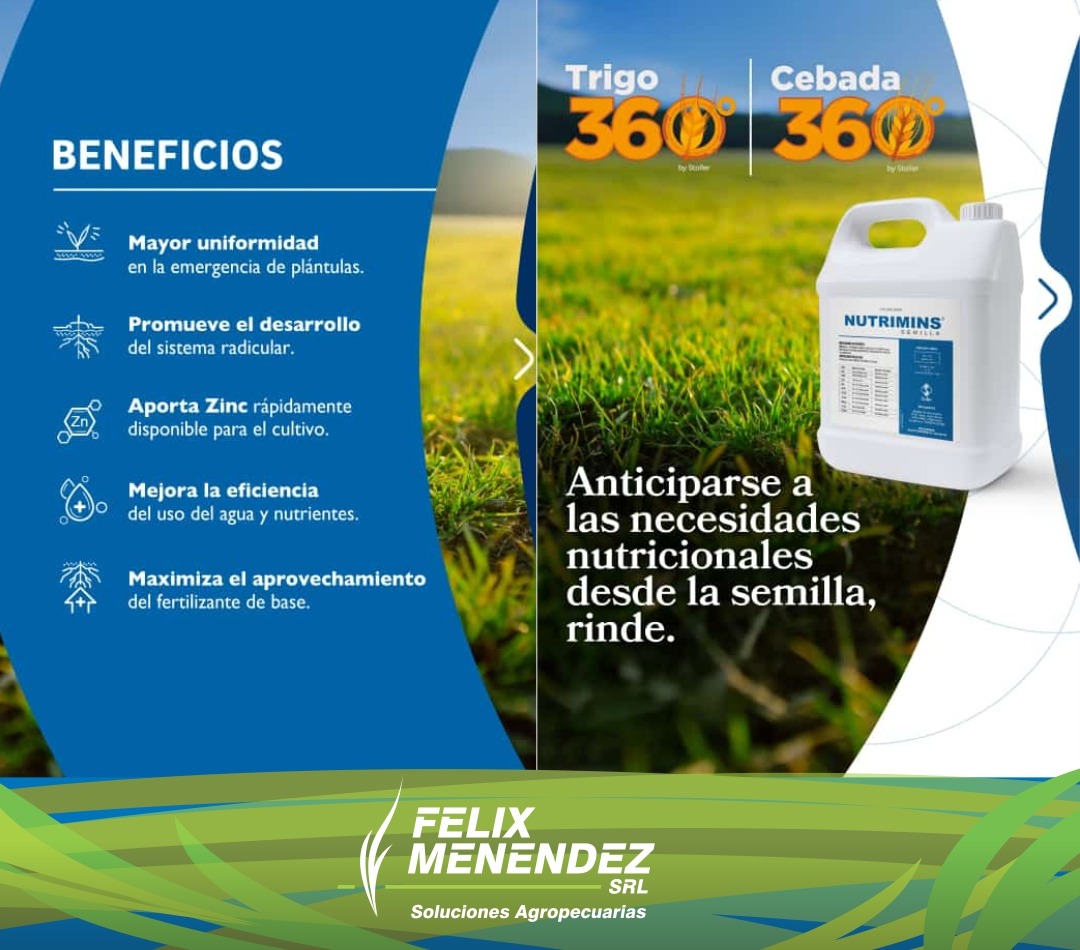 BENEFICIOS
Mayor uniformidad
en la emergencia de plántulas.
Promueve el desarrollo
del sistema radicular.
Zn
Aporta Zinc rápidamente
disponible para el cultivo.
Mejora la eficiencia
del uso del agua y nutrientes.
Maximiza el aprovechamiento
del fertilizante de base.
Trigo
360°
by Stoller
Cebada
360°
by Stoller
NUTRIMINS®
SEMILLA
Anticiparse a
las necesidades
nutricionales
desde la semilla,
rinde.
FELIX
MENENDEZ
SRL
Soluciones Agropecuarias